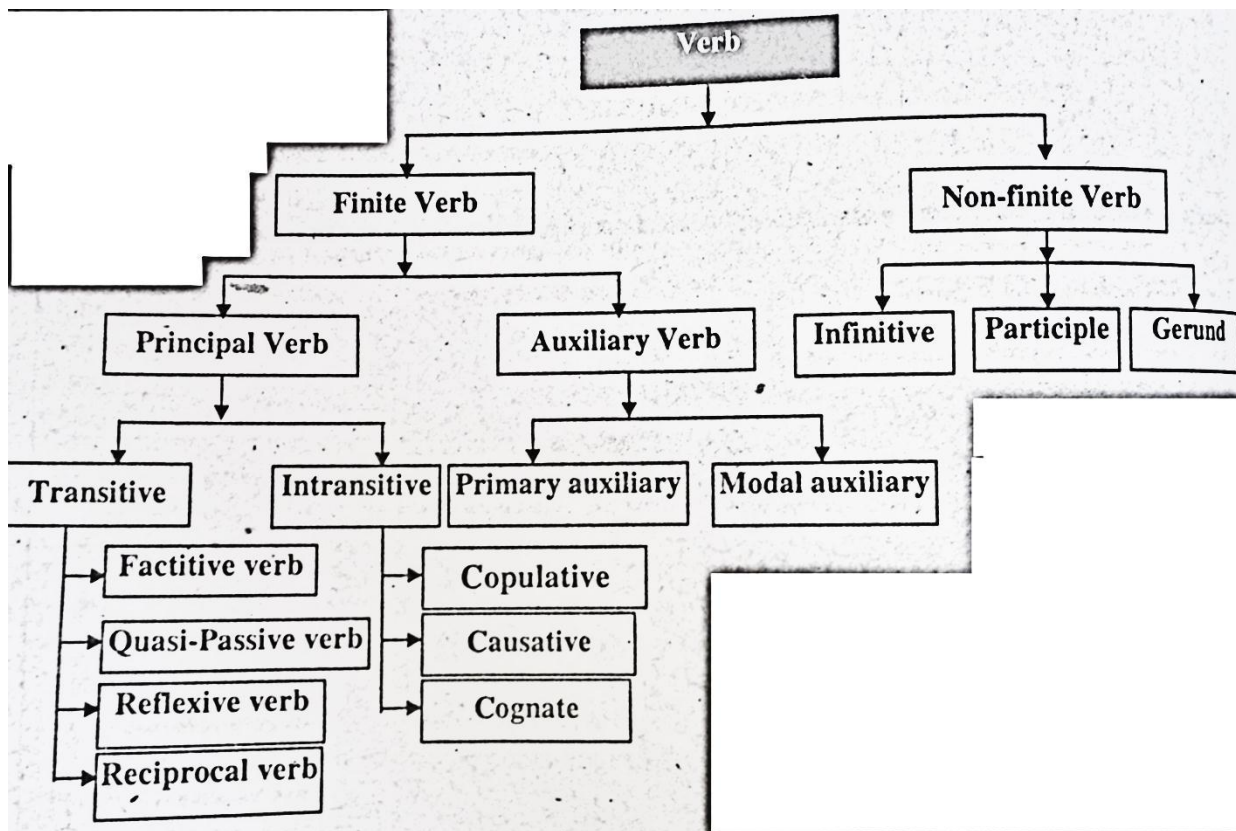 Verb
Finite Verb
Non-finite Verb
Principal Verb
Auxiliary Verb
Infinitive
Participle
Gerund
Transitive
Intransitive
Primary auxiliary
Modal auxiliary
Factitive verb
Copulative
Quasi-Passive verb
Causative
Reflexive verb
Cognate
Reciprocal verb